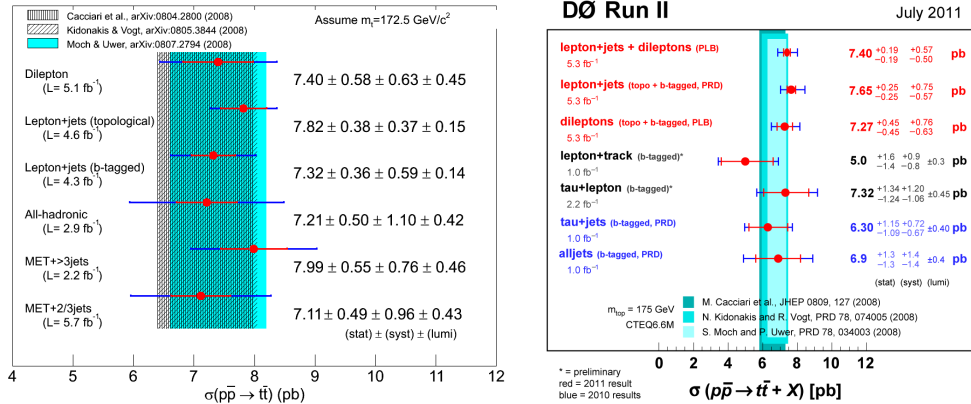 Cacciari et al., arXiv:0804.2800 (2008)
Kidonakis & Vogt, arXiv:0805.3844 (2008)
Moch & Uwer, arXiv:0807.2794 (2008)
Assume mt=172.5 GeV/c²
Dilepton
(L= 5.1 fb⁻¹)
7.40 ± 0.58 ± 0.63 ± 0.45
Lepton+jets (topological)
(L= 4.6 fb⁻¹)
7.82 ± 0.38 ± 0.37 ± 0.15
Lepton+jets (b-tagged)
(L= 4.3 fb⁻¹)
7.32 ± 0.36 ± 0.59 ± 0.14
All-hadronic
(L= 2.9 fb⁻¹)
7.21 ± 0.50 ± 1.10 ± 0.42
MET+>3jets
(L= 2.2 fb⁻¹)
7.99 ± 0.55 ± 0.76 ± 0.46
MET+2/3jets
(L= 5.7 fb⁻¹)
7.11 ± 0.49 ± 0.96 ± 0.43
(stat) ± (syst) ± (lumi)
4 5 6 7 8 9 10 11 12
σ(pp̄ → tt̄) (pb)
DØ Run II July 2011
lepton+jets + dileptons (PLB) 7.40 +0.19 −0.19 +0.57 −0.50 pb
5.3 fb⁻¹
lepton+jets (topo + b-tagged, PRD) 7.65 +0.25 −0.25 +0.75 −0.57 pb
5.3 fb⁻¹
dileptons (topo + b-tagged, PLB) 7.27 +0.45 −0.45 +0.76 −0.63 pb
5.3 fb⁻¹
lepton+track (b-tagged)* 5.0 +1.6 −1.4 +0.9 −0.8 ±0.3 pb
1.0 fb⁻¹
tau+lepton (b-tagged)* 7.32 +1.34 −1.24 +1.20 −1.06 ±0.45 pb
2.2 fb⁻¹
tau+jets (b-tagged, PRD) 6.30 +1.15 −1.09 +0.72 −0.67 ±0.40 pb
1.0 fb⁻¹
alljets (b-tagged, PRD) 6.9 +1.3 −1.3 +1.4 −1.4 ±0.4 pb
1.0 fb⁻¹
(stat) (syst) (lumi)
mtop = 175 GeV
CTEQ6.6M
M. Cacciari et al., JHEP 0809, 127 (2008)
N. Kidonakis and R. Vogt, PRD 78, 074005 (2008)
S. Moch and P. Uwer, PRD 78, 034003 (2008)
0 2 4 6 8 10 12
* = preliminary
red = 2011 result
blue = 2010 results
σ (pp̄ → tt̄ + X) [pb]